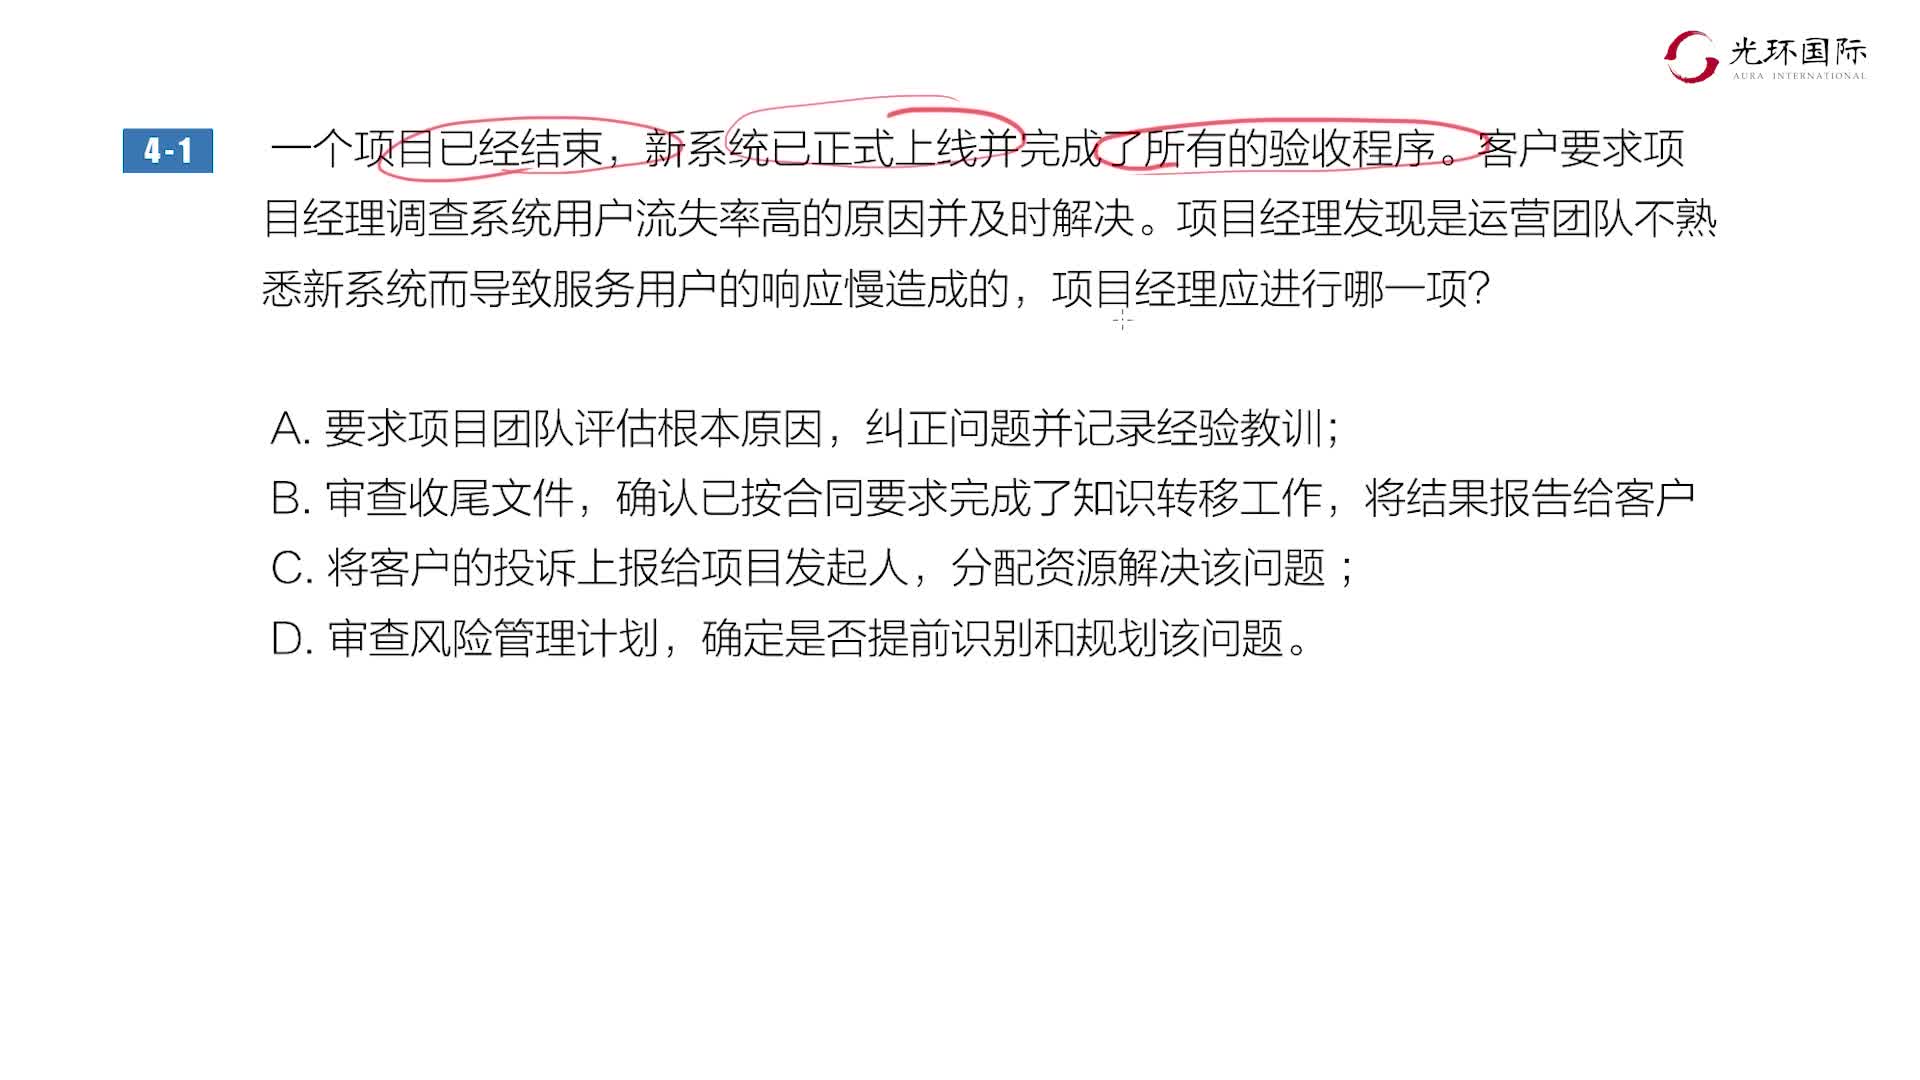 光环国际
AURA INTERNATIONAL
4-1
一个项目已经结束，新系统已正式上线并完成了所有的验收程序。客户要求项
目经理调查系统用户流失率高的原因并及时解决。项目经理发现是运营团队不熟
悉新系统而导致服务用户的响应慢造成的，项目经理应进行哪一项？
A. 要求项目团队评估根本原因，纠正问题并记录经验教训；
B. 审查收尾文件，确认已按合同要求完成了知识转移工作，将结果报告给客户
C. 将客户的投诉上报给项目发起人，分配资源解决该问题；
D. 审查风险管理计划，确定是否提前识别和规划该问题。